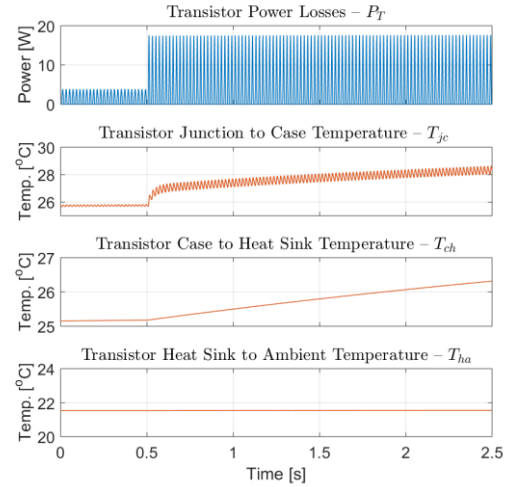 Transistor Power Losses – P_T
Power [W]
20
10
0
Transistor Junction to Case Temperature – T_jc
Temp. [°C]
30
28
26
Transistor Case to Heat Sink Temperature – T_ch
Temp. [°C]
27
26
25
Transistor Heat Sink to Ambient Temperature – T_ha
Temp. [°C]
24
22
20
0 0.5 1 1.5 2 2.5
Time [s]